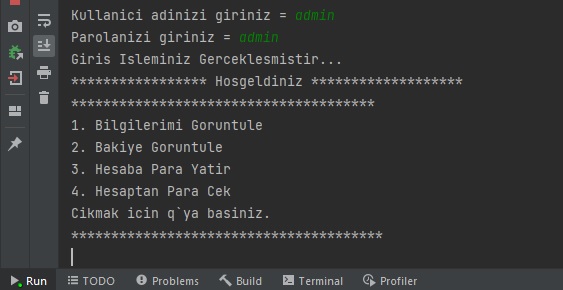 Kullanici adinizi giriniz = admin
Parolanizi giriniz = admin
Giris Isleminiz Gerceklesmistir...
***************** Hosgeldiniz *******************
**************************************
1. Bilgilerimi Goruntule
2. Bakiye Goruntule
3. Hesaba Para Yatir
4. Hesaptan Para Cek
Cikmak icin q`ya basiniz.
***************************************
Run TODO Problems Build Terminal Profiler